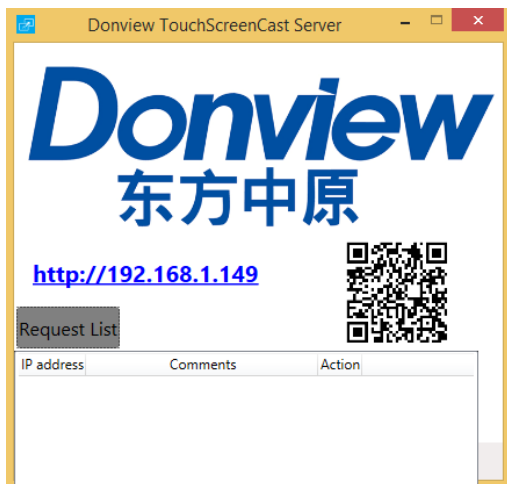 Donview TouchScreenCast Server
Donview
东方中原
http://192.168.1.149
Request List
IP address Comments Action